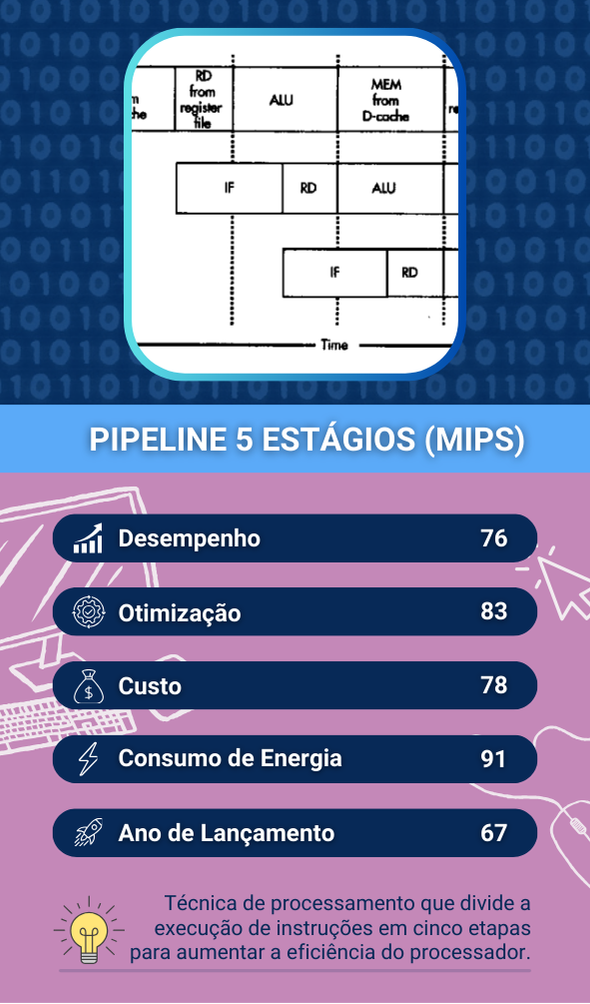 RD
from
register
file
ALU
MEM
from
D-cache
IF
RD
ALU
IF
RD
Time
PIPELINE 5 ESTÁGIOS (MIPS)
Desempenho 76
Otimização 83
Custo 78
Consumo de Energia 91
Ano de Lançamento 67
Técnica de processamento que divide a
execução de instruções em cinco etapas
para aumentar a eficiência do processador.